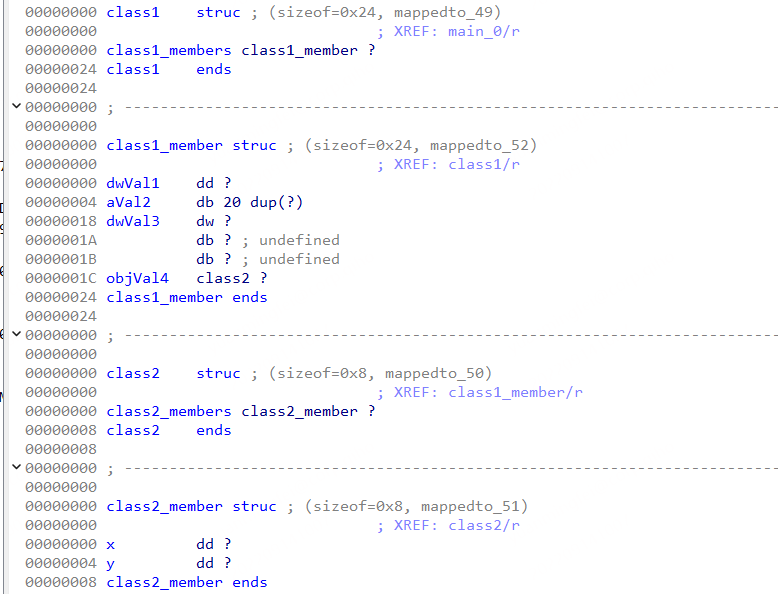 00000000 class1    struc ; (sizeof=0x24, mappedto_49)
00000000                               ; XREF: main_0/r
00000000 class1_members class1_member ?
00000024 class1    ends
00000024
00000000 ; ---------------------------------------------------------------------------
00000000
00000000 class1_member struc ; (sizeof=0x24, mappedto_52)
00000000                               ; XREF: class1/r
00000000 dwVal1    dd ?
00000004 aVal2     db 20 dup(?)
00000018 dwVal3    dw ?
0000001A           db ? ; undefined
0000001B           db ? ; undefined
0000001C objVal4   class2 ?
00000024 class1_member ends
00000024
00000000 ; ---------------------------------------------------------------------------
00000000
00000000 class2    struc ; (sizeof=0x8, mappedto_50)
00000000                               ; XREF: class1_member/r
00000000 class2_members class2_member ?
00000008 class2    ends
00000008
00000000 ; ---------------------------------------------------------------------------
00000000
00000000 class2_member struc ; (sizeof=0x8, mappedto_51)
00000000                               ; XREF: class2/r
00000000 x         dd ?
00000004 y         dd ?
00000008 class2_member ends